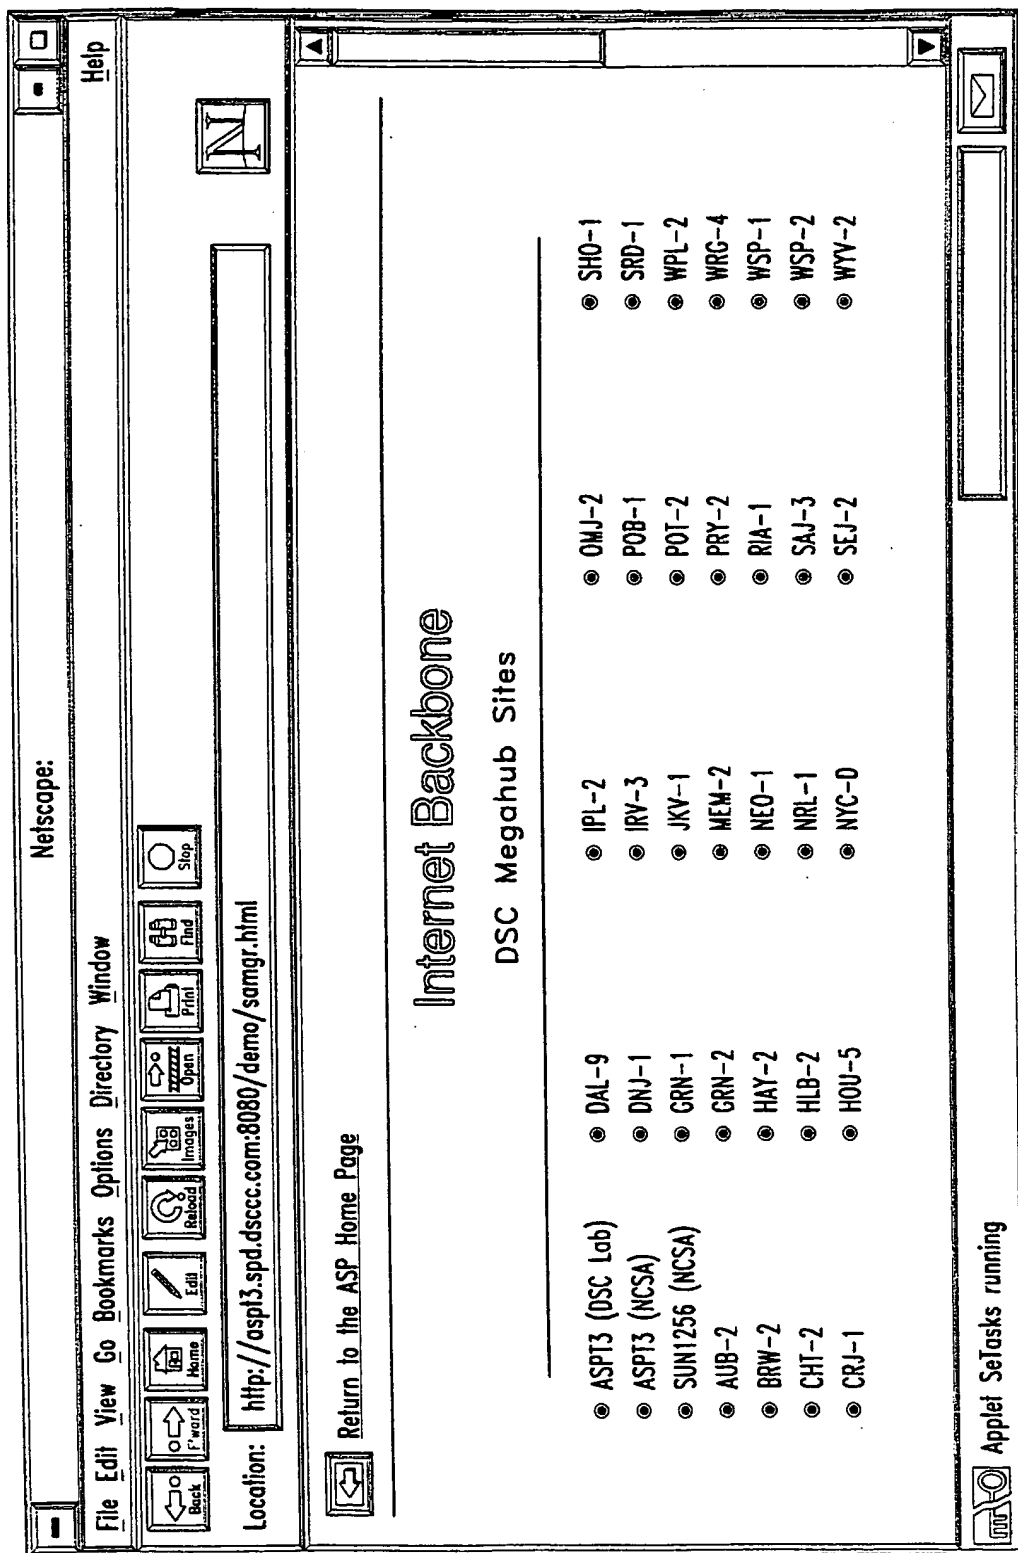 Netscape:
File Edit View Go Bookmarks Options Directory Window Help
Back F'ward Home Edit Reload Images Open Print Find Stop
N
Location: http://aspt3.spd.dsccc.com:8080/demo/samgr.html
Return to the ASP Home Page
Internet Backbone
DSC Megahub Sites
ASPT3 (DSC Lab) DAL-9 IPL-2 OMJ-2 SHO-1
ASPT3 (NCSA) DNJ-1 IRV-3 POB-1 SRD-1
SUN1256 (NCSA) GRN-1 JKV-1 POT-2 WPL-2
AUB-2 GRN-2 MEM-2 PRY-2 WRG-4
BRW-2 HAY-2 NEO-1 RIA-1 WSP-1
CHT-2 HLB-2 NRL-1 SAJ-3 WSP-2
CRJ-1 HOU-5 NYC-D SEJ-2 WYV-2
Applet SeTasks running